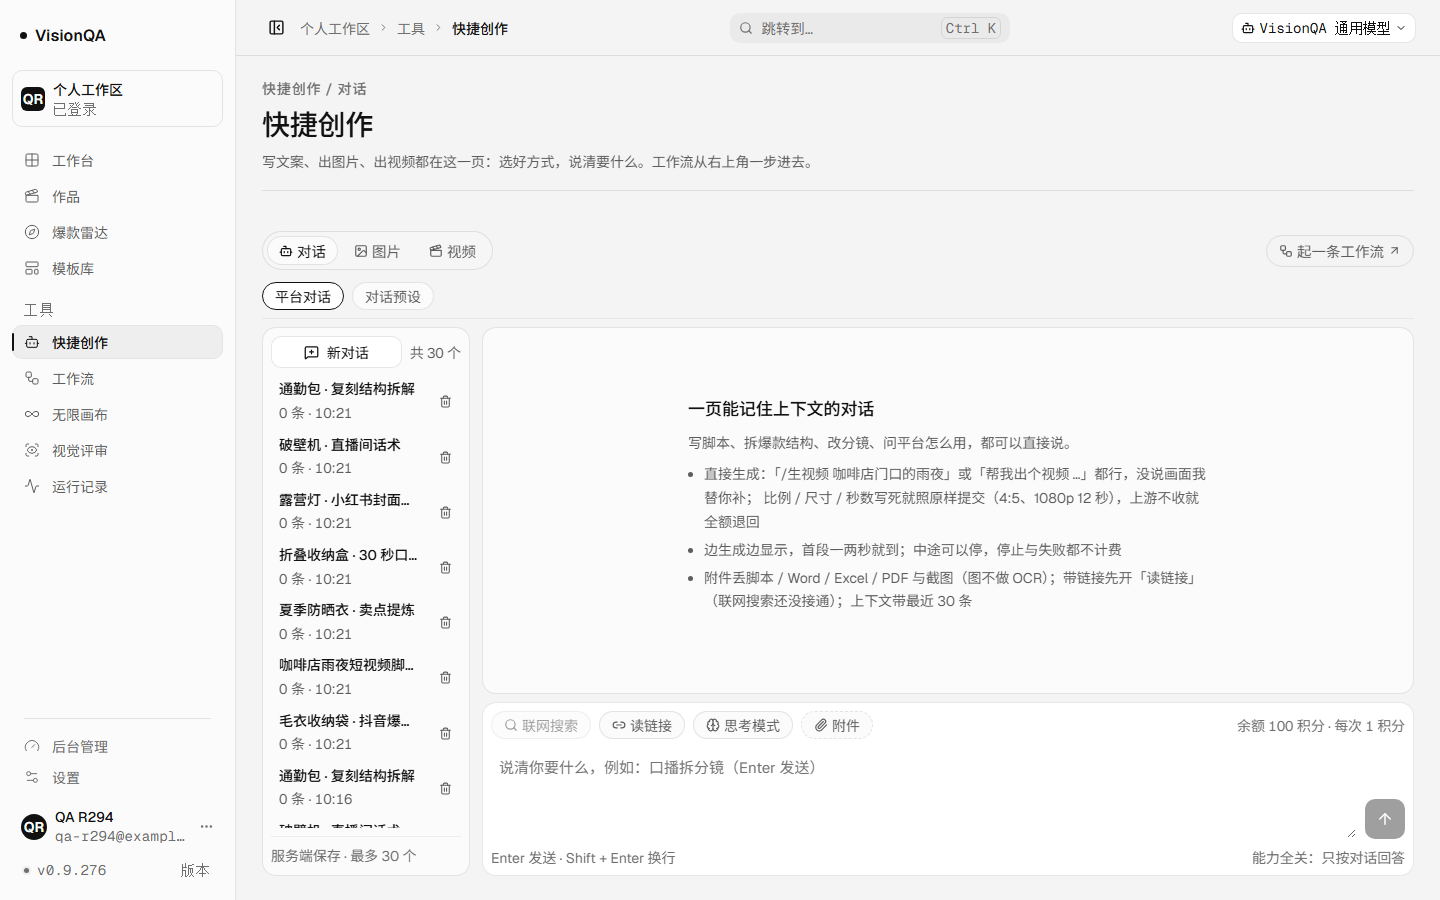 VisionQA
QR
个人工作区
已登录
工作台
作品
爆款雷达
模板库
工具
快捷创作
工作流
无限画布
视觉评审
运行记录
后台管理
设置
QR
QA R294
qa-r294@exampl…
v0.9.276
版本
个人工作区
工具
快捷创作
跳转到…
Ctrl K
VisionQA 通用模型
快捷创作 / 对话
快捷创作
写文案、出图片、出视频都在这一页：选好方式，说清要什么。工作流从右上角一步进去。
对话
图片
视频
起一条工作流
平台对话
对话预设
新对话
共 30 个
通勤包 · 复刻结构拆解
0 条 · 10:21
破壁机 · 直播间话术
0 条 · 10:21
露营灯 · 小红书封面…
0 条 · 10:21
折叠收纳盒 · 30 秒口…
0 条 · 10:21
夏季防晒衣 · 卖点提炼
0 条 · 10:21
咖啡店雨夜短视频脚…
0 条 · 10:21
毛衣收纳袋 · 抖音爆…
0 条 · 10:21
通勤包 · 复刻结构拆解
0 条 · 10:16
破壁机 · 直播间话术
服务端保存 · 最多 30 个
一页能记住上下文的对话
写脚本、拆爆款结构、改分镜、问平台怎么用，都可以直接说。
直接生成：「/生视频 咖啡店门口的雨夜」或「帮我出个视频 …」都行，没说画面我
替你补； 比例 / 尺寸 / 秒数写死就照原样提交（4:5、1080p 12 秒），上游不收就
全额退回
边生成边显示，首段一两秒就到；中途可以停，停止与失败都不计费
附件丢脚本 / Word / Excel / PDF 与截图（图不做 OCR）；带链接先开「读链接」
（联网搜索还没接通）；上下文带最近 30 条
联网搜索
读链接
思考模式
附件
余额 100 积分 · 每次 1 积分
说清你要什么，例如：口播拆分镜（Enter 发送）
Enter 发送 · Shift + Enter 换行
能力全关：只按对话回答